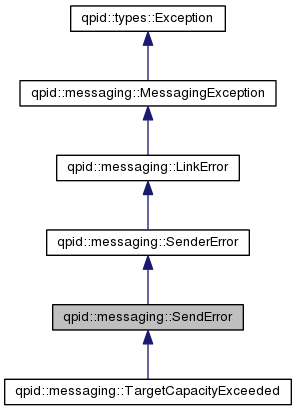 qpid::types::Exception
qpid::messaging::MessagingException
qpid::messaging::LinkError
qpid::messaging::SenderError
qpid::messaging::SendError
qpid::messaging::TargetCapacityExceeded